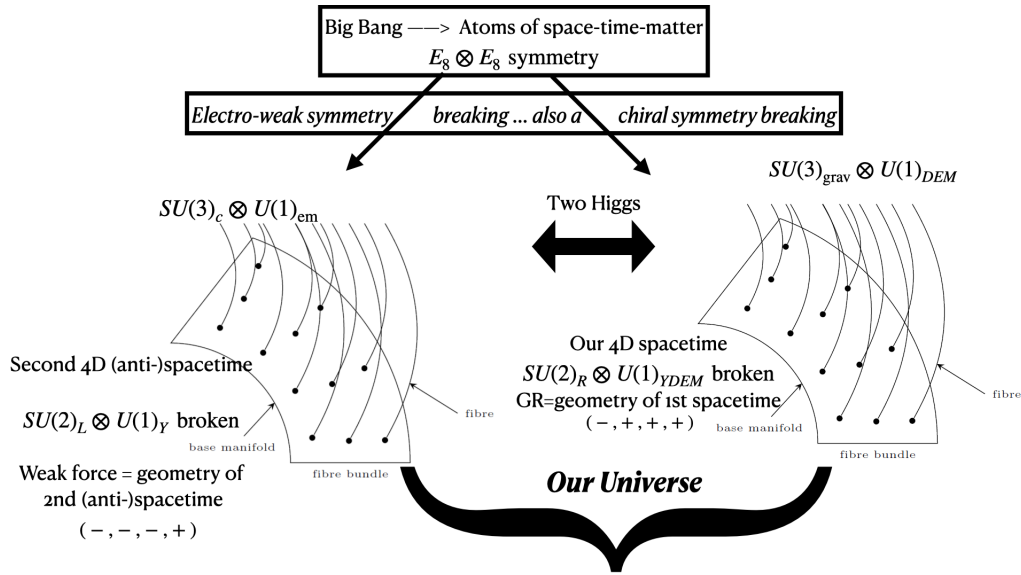 Big Bang ——> Atoms of space-time-matter
E₈ ⊗ E₈ symmetry
Electro-weak symmetry breaking ... also a chiral symmetry breaking
SU(3)c ⊗ U(1)em
Two Higgs
SU(3)grav ⊗ U(1)DEM
Second 4D (anti-)spacetime
SU(2)L ⊗ U(1)Y broken
base manifold
fibre
fibre bundle
Weak force = geometry of
2nd (anti-)spacetime
( − , − , − , + )
Our 4D spacetime
SU(2)R ⊗ U(1)YDEM broken
GR=geometry of 1st spacetime
( − , + , + , + )
base manifold
fibre
fibre bundle
Our Universe